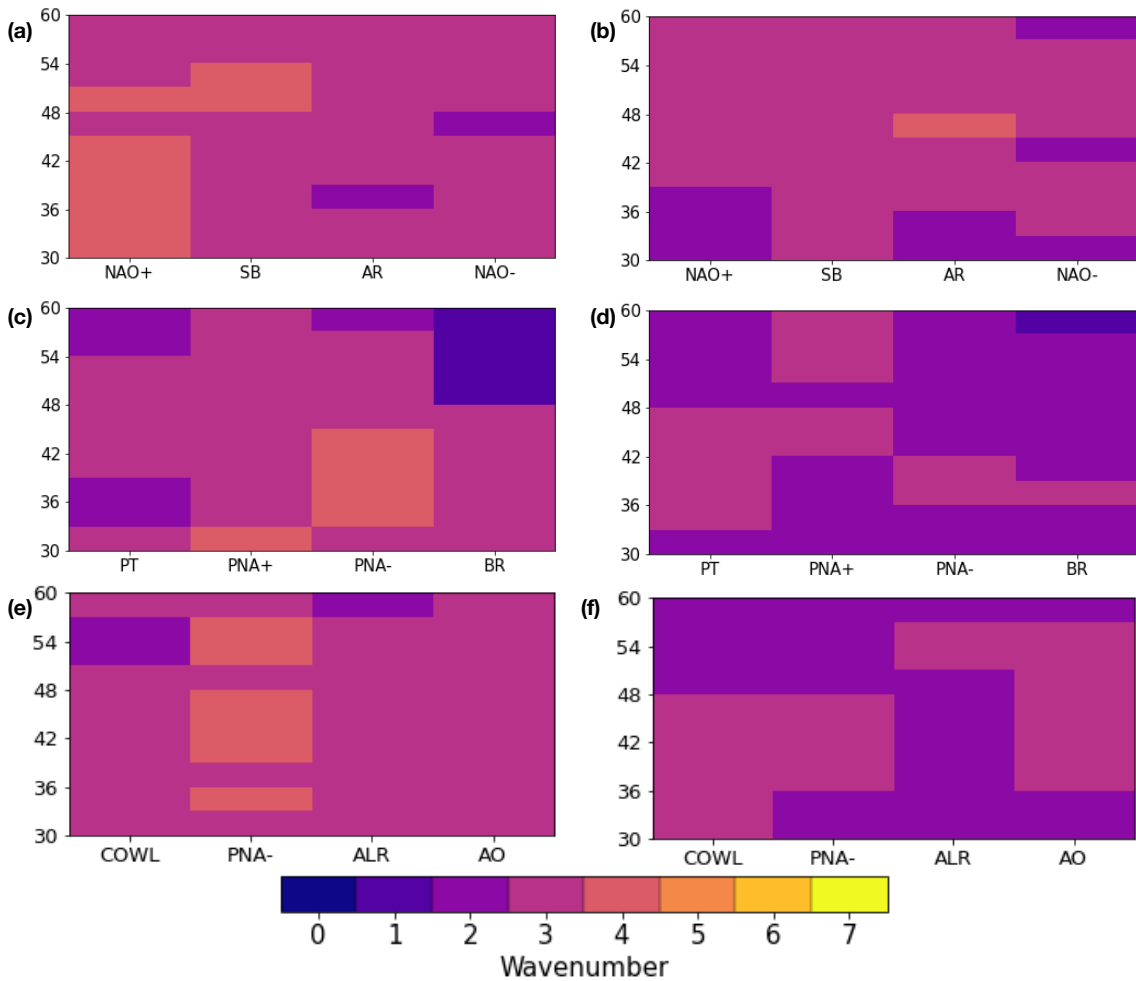 (a)
60
54
48
42
36
30
NAO+ SB AR NAO-
(b)
60
54
48
42
36
30
NAO+ SB AR NAO-
(c)
60
54
48
42
36
30
PT PNA+ PNA- BR
(d)
60
54
48
42
36
30
PT PNA+ PNA- BR
(e)
60
54
48
42
36
30
COWL PNA- ALR AO
(f)
60
54
48
42
36
30
COWL PNA- ALR AO
0 1 2 3 4 5 6 7
Wavenumber